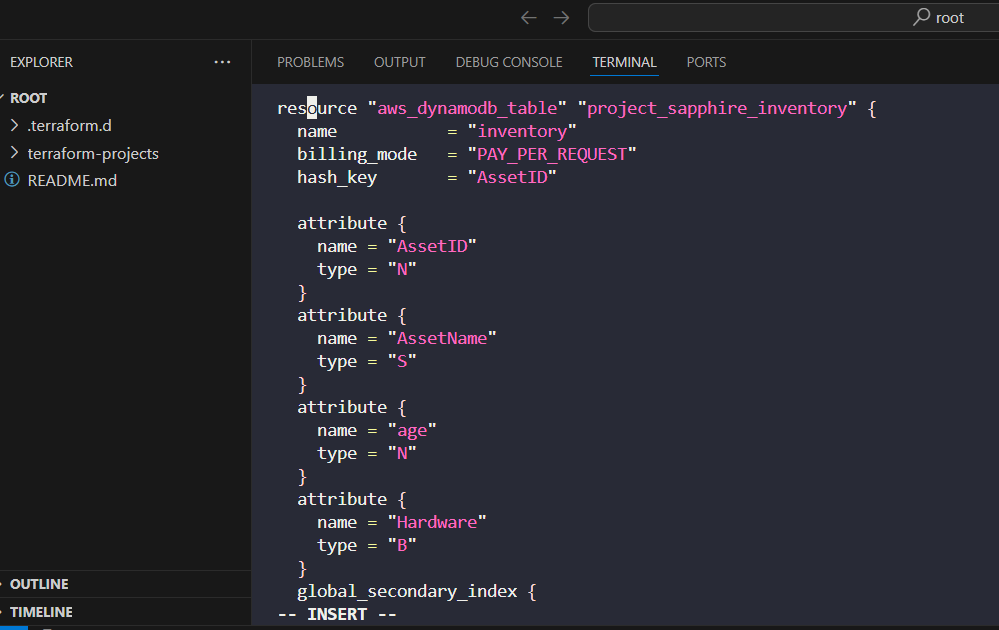 root
EXPLORER ...
ROOT
.terraform.d
terraform-projects
README.md
OUTLINE
TIMELINE
PROBLEMS OUTPUT DEBUG CONSOLE TERMINAL PORTS
resource "aws_dynamodb_table" "project_sapphire_inventory" {
  name           = "inventory"
  billing_mode   = "PAY_PER_REQUEST"
  hash_key       = "AssetID"

  attribute {
    name = "AssetID"
    type = "N"
  }
  attribute {
    name = "AssetName"
    type = "S"
  }
  attribute {
    name = "age"
    type = "N"
  }
  attribute {
    name = "Hardware"
    type = "B"
  }
  global_secondary_index {
-- INSERT --